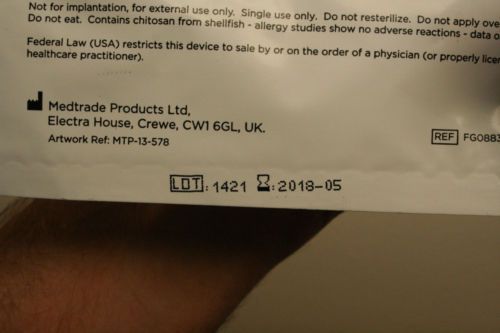 Not for implantation, for external use only. Single use only. Do not resterilize. Do not apply
Do not eat. Contains chitosan from shellfish - allergy studies show no adverse reactions - data
Federal Law (USA) restricts this device to sale by or on the order of a physician (or properly
healthcare practitioner).
Medtrade Products Ltd,
Electra House, Crewe, CW1 6GL, UK.
Artwork Ref: MTP-13-578
REF FG0883
LOT: 1421 :2018-05